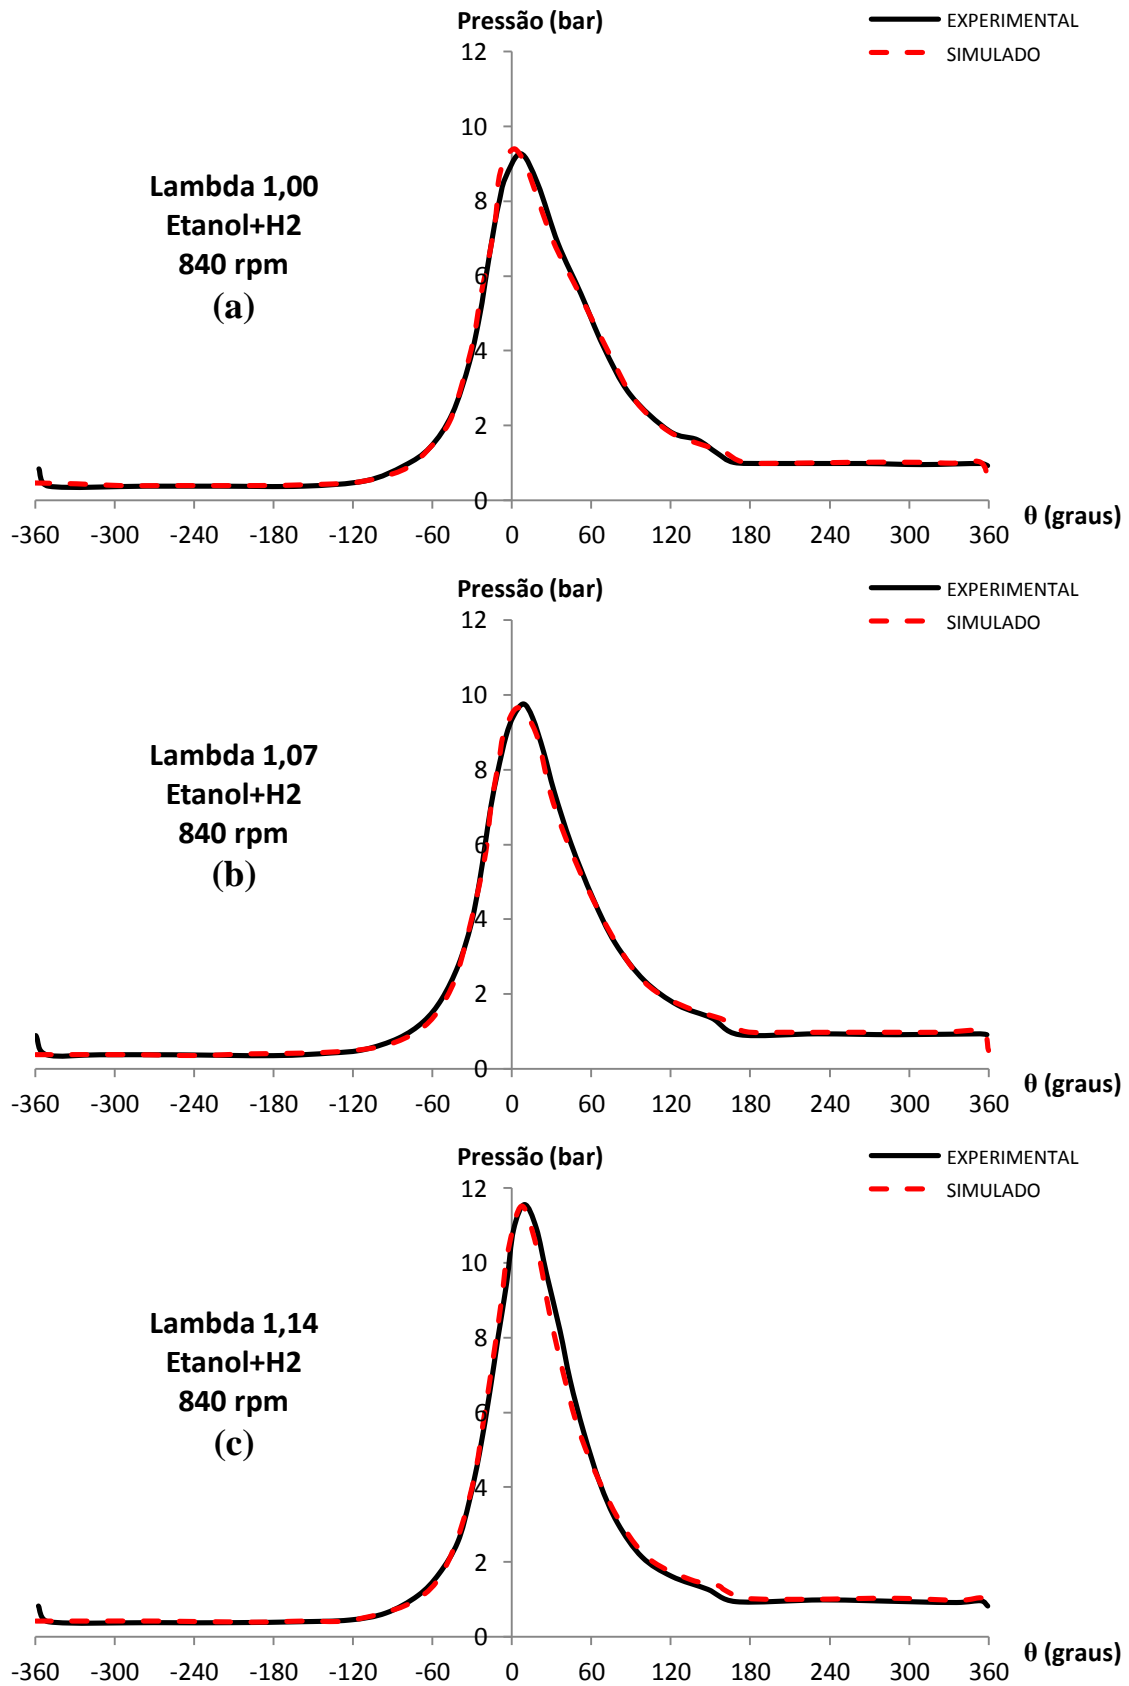 Pressão (bar)
EXPERIMENTAL
SIMULADO
12
10
8
6
4
2
0
Lambda 1,00
Etanol+H2
840 rpm
(a)
-360 -300 -240 -180 -120 -60 0 60 120 180 240 300 360
θ (graus)
Pressão (bar)
EXPERIMENTAL
SIMULADO
12
10
8
6
4
2
0
Lambda 1,07
Etanol+H2
840 rpm
(b)
-360 -300 -240 -180 -120 -60 0 60 120 180 240 300 360
θ (graus)
Pressão (bar)
EXPERIMENTAL
SIMULADO
12
10
8
6
4
2
0
Lambda 1,14
Etanol+H2
840 rpm
(c)
-360 -300 -240 -180 -120 -60 0 60 120 180 240 300 360
θ (graus)